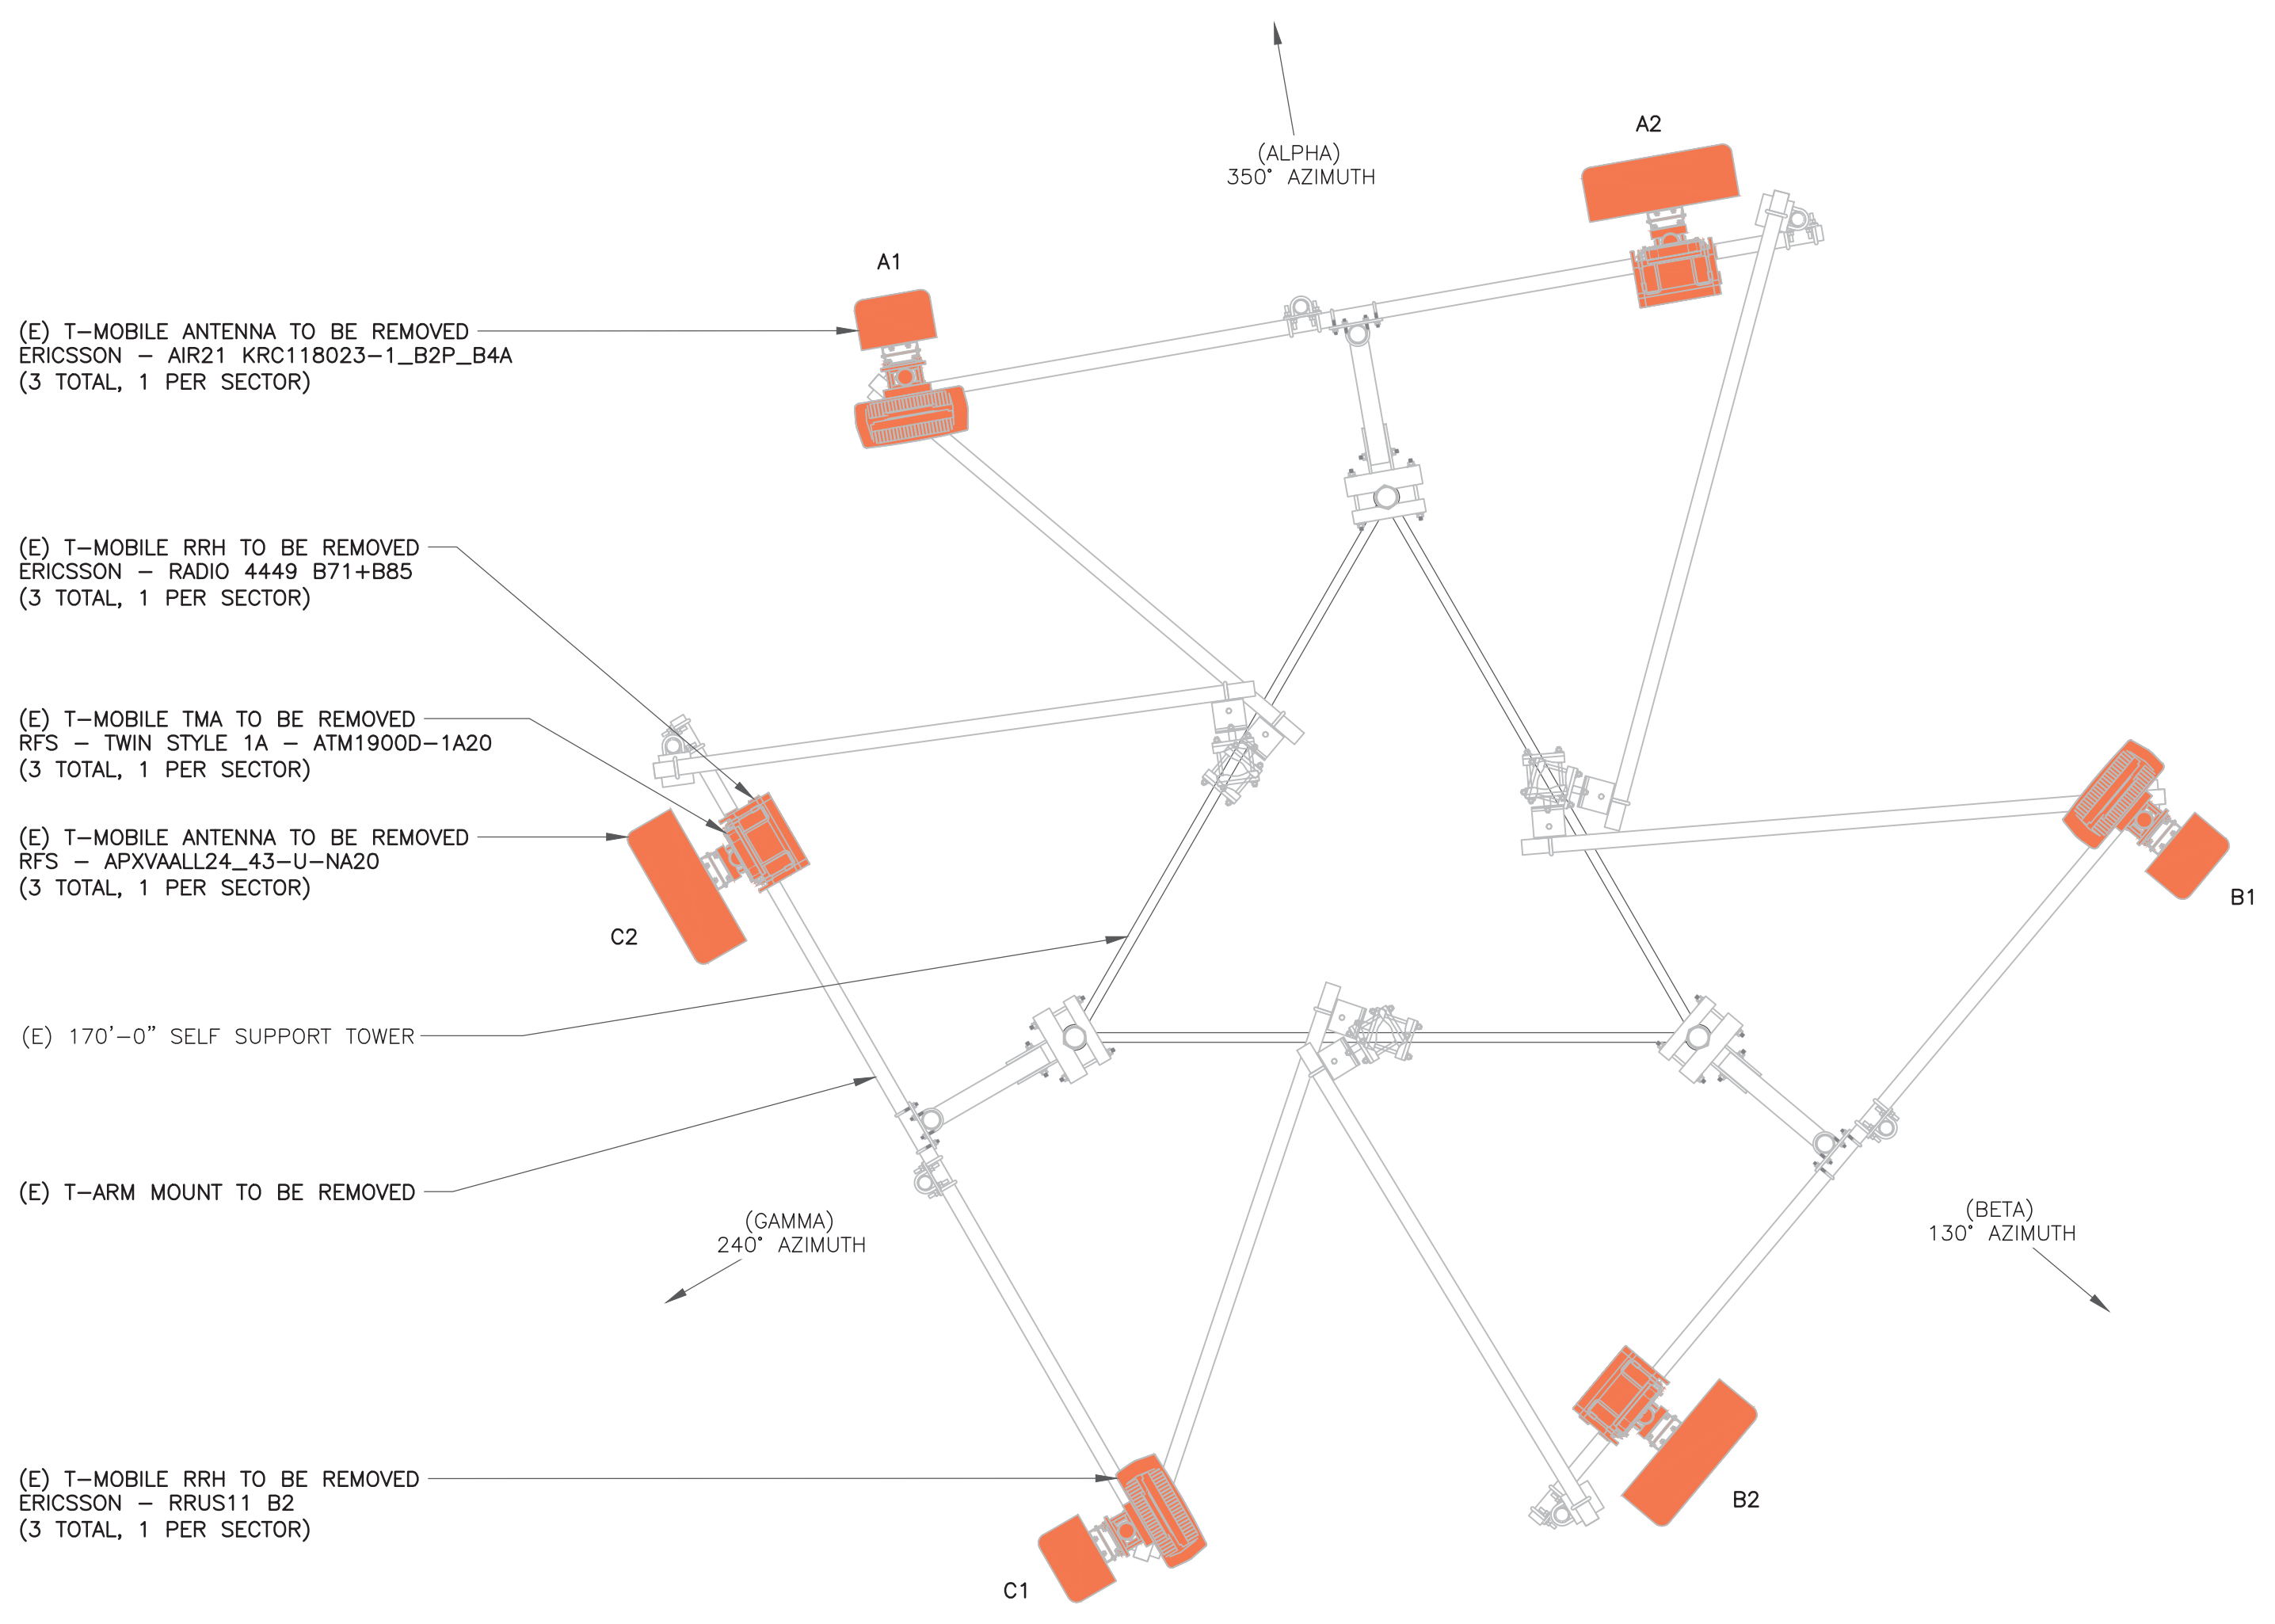 A2
(ALPHA)
350° AZIMUTH
A1
(E) T-MOBILE ANTENNA TO BE REMOVED
ERICSSON - AIR21 KRC118023-1_B2P_B4A
(3 TOTAL, 1 PER SECTOR)
(E) T-MOBILE RRH TO BE REMOVED
ERICSSON - RADIO 4449 B71+B85
(3 TOTAL, 1 PER SECTOR)
(E) T-MOBILE TMA TO BE REMOVED
RFS - TWIN STYLE 1A - ATM1900D-1A20
(3 TOTAL, 1 PER SECTOR)
(E) T-MOBILE ANTENNA TO BE REMOVED
RFS - APXVAALL24_43-U-NA20
(3 TOTAL, 1 PER SECTOR)
B1
C2
(E) 170'-0" SELF SUPPORT TOWER
(E) T-ARM MOUNT TO BE REMOVED
(GAMMA)
240° AZIMUTH
(BETA)
130° AZIMUTH
(E) T-MOBILE RRH TO BE REMOVED
ERICSSON - RRUS11 B2
(3 TOTAL, 1 PER SECTOR)
B2
C1